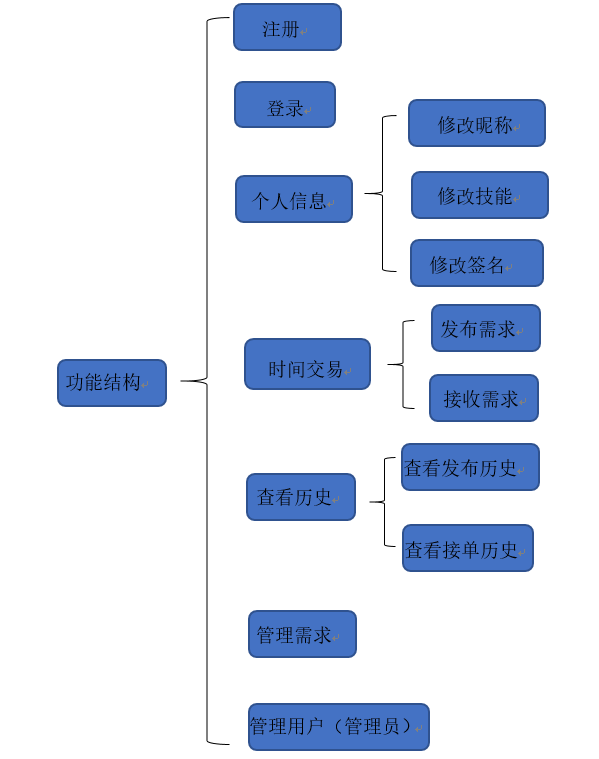 功能结构
注册
登录
个人信息
修改昵称
修改技能
修改签名
时间交易
发布需求
接收需求
查看历史
查看发布历史
查看接单历史
管理需求
管理用户（管理员）